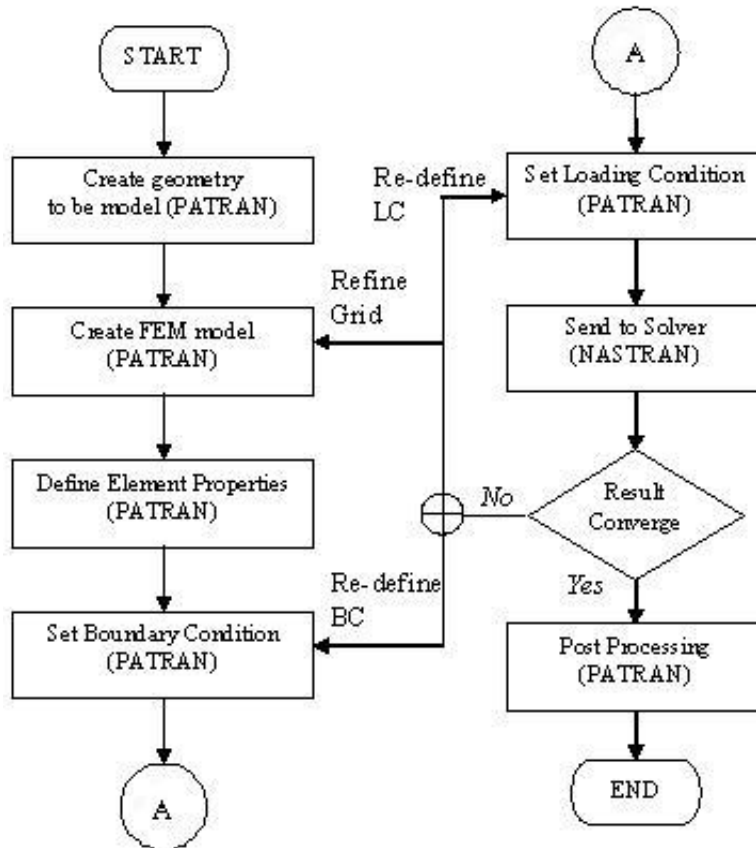 START
Create geometry
to be model (PATRAN)
Create FEM model
(PATRAN)
Define Element Properties
(PATRAN)
Set Boundary Condition
(PATRAN)
A
Re-define
LC
Refine
Grid
Re-define
BC
A
Set Loading Condition
(PATRAN)
Send to Solver
(NASTRAN)
Result
Converge
No
Yes
Post Processing
(PATRAN)
END